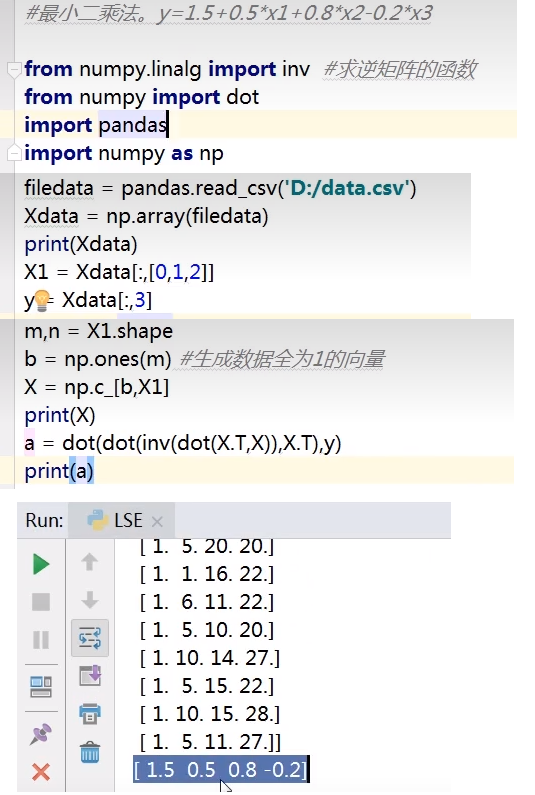 #最小二乘法。y=1.5+0.5*x1+0.8*x2-0.2*x3
from numpy.linalg import inv #求逆矩阵的函数
from numpy import dot
import pandas
import numpy as np
filedata = pandas.read_csv('D:/data.csv')
Xdata = np.array(filedata)
print(Xdata)
X1 = Xdata[:,[0,1,2]]
y = Xdata[:,3]
m,n = X1.shape
b = np.ones(m) #生成数据全为1的向量
X = np.c_[b,X1]
print(X)
a = dot(dot(inv(dot(X.T,X)),X.T),y)
print(a)
Run: LSE ×
[ 1. 5. 20. 20.]
[ 1. 1. 16. 22.]
[ 1. 6. 11. 22.]
[ 1. 5. 10. 20.]
[ 1. 10. 14. 27.]
[ 1. 5. 15. 22.]
[ 1. 10. 15. 28.]
[ 1. 5. 11. 27.]]
[ 1.5 0.5 0.8 -0.2]